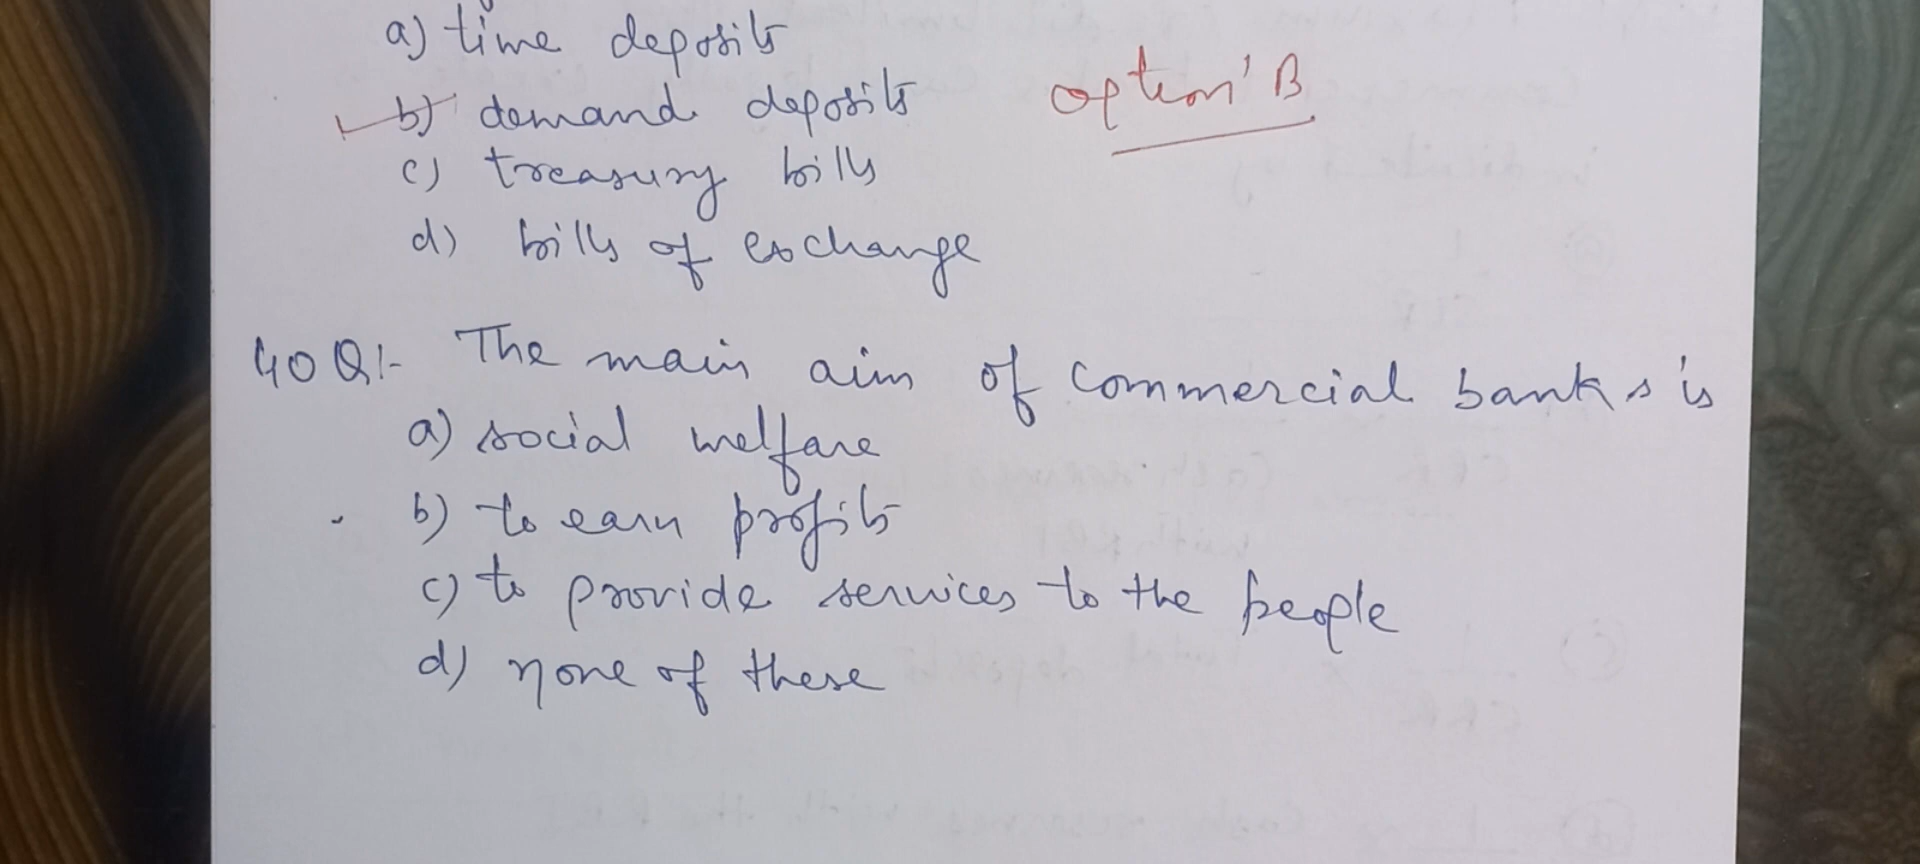 a) time deposits
b) demand deposits
option 'B
c) treasury bills
d) bills of exchange
40 Q:- The main aim of commercial banks is
a) social welfare
b) to earn profits
c) to provide services to the people
d) none of these